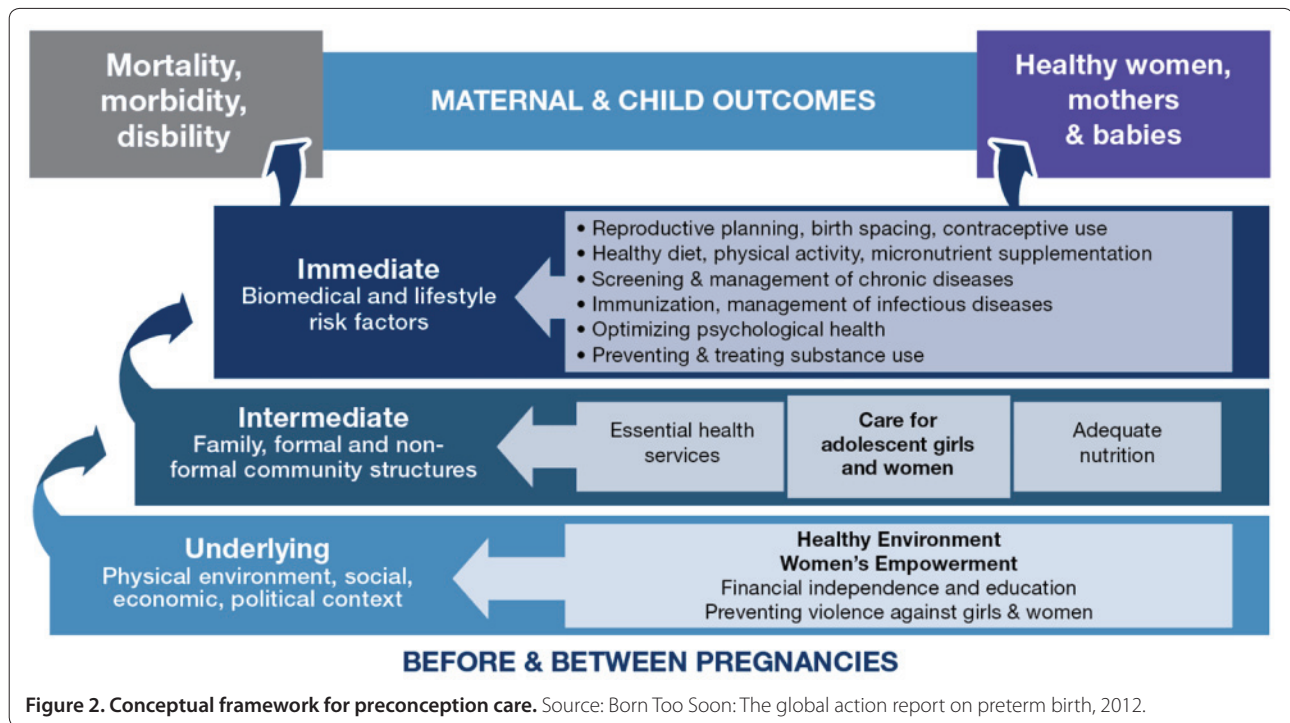 Mortality,
morbidity,
disbility
MATERNAL & CHILD OUTCOMES
Healthy women,
mothers
& babies
Immediate
Biomedical and lifestyle
risk factors
• Reproductive planning, birth spacing, contraceptive use
• Healthy diet, physical activity, micronutrient supplementation
• Screening & management of chronic diseases
• Immunization, management of infectious diseases
• Optimizing psychological health
• Preventing & treating substance use
Intermediate
Family, formal and non-
formal community structures
Essential health
services
Care for
adolescent girls
and women
Adequate
nutrition
Underlying
Physical environment, social,
economic, political context
Healthy Environment
Women's Empowerment
Financial independence and education
Preventing violence against girls & women
BEFORE & BETWEEN PREGNANCIES
Figure 2. Conceptual framework for preconception care. Source: Born Too Soon: The global action report on preterm birth, 2012.